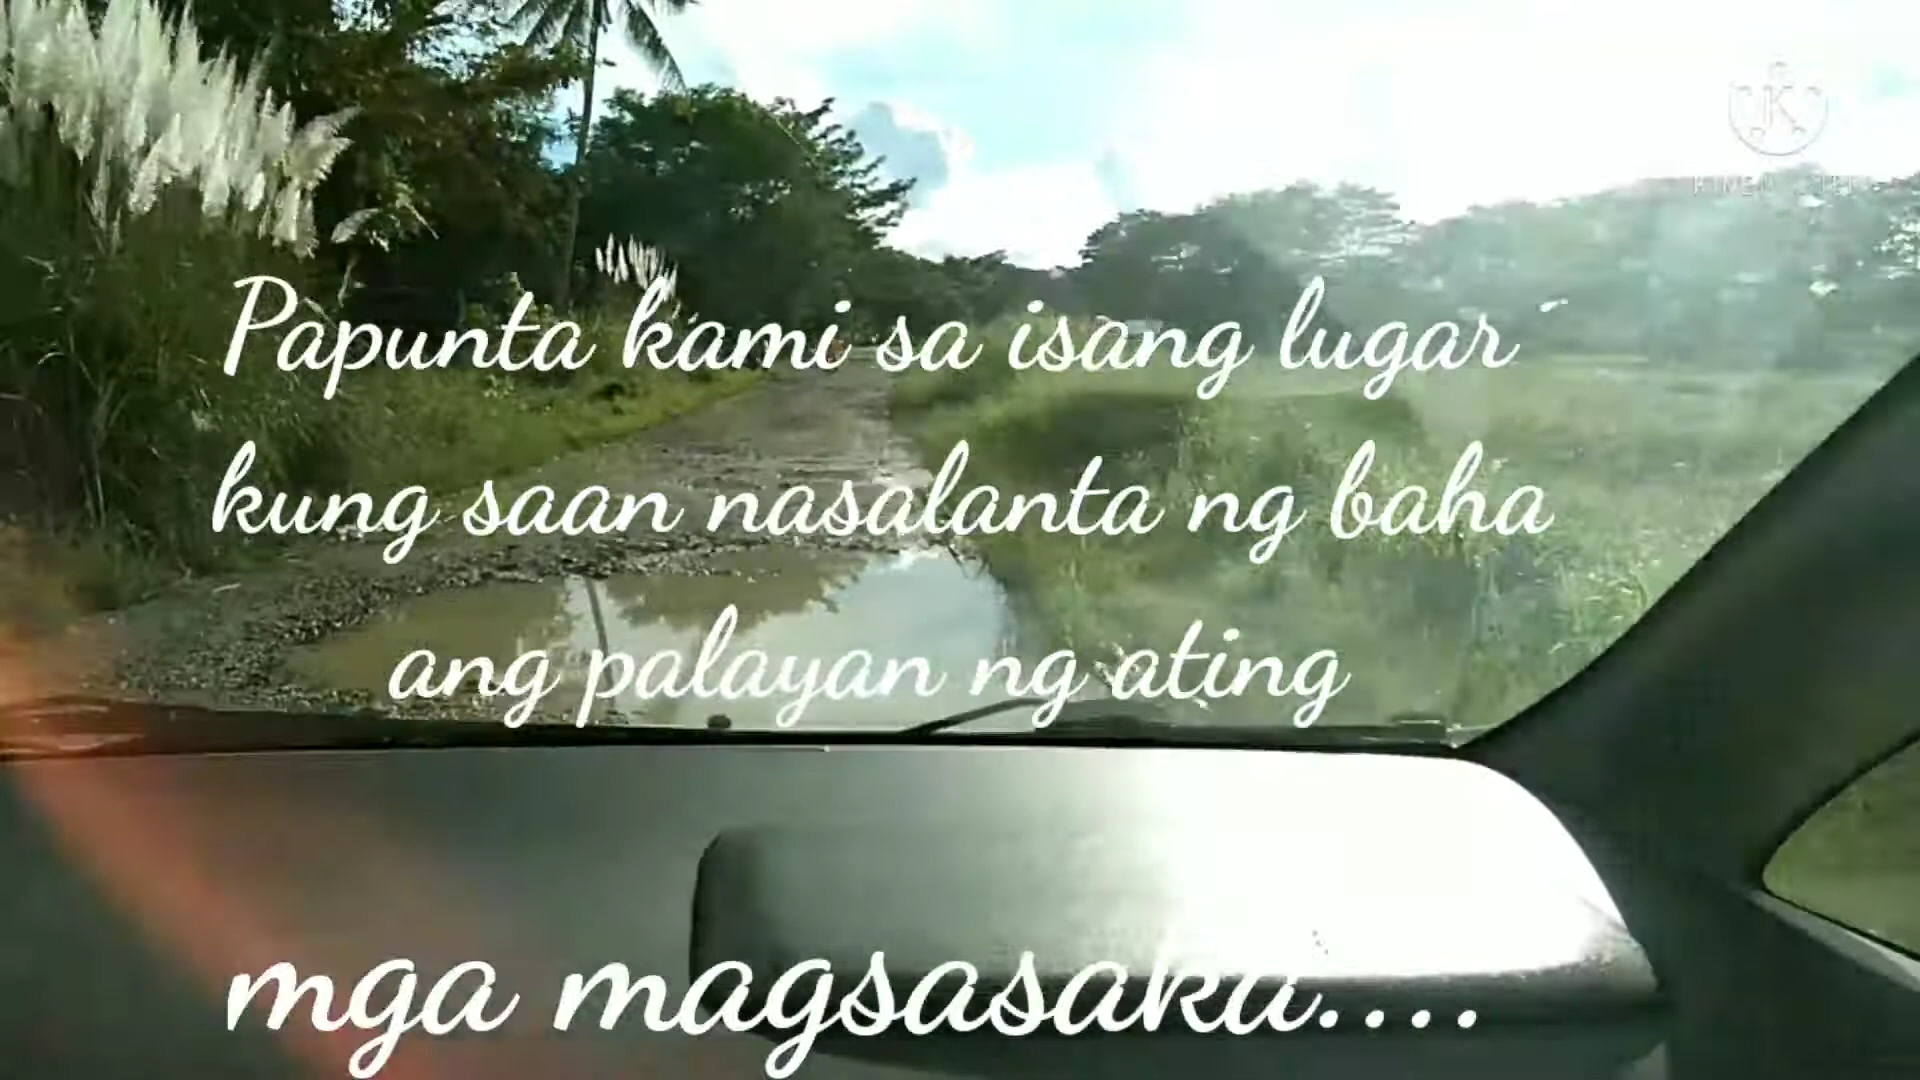 Papunta kami sa isang lugar
kung saan nasalanta ng baha
ang palayan ng ating
mga magsasaka....